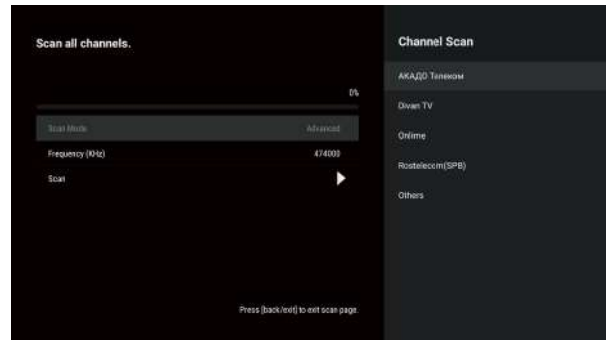 Scan all channels.
0%
Scan Mode Advanced
Frequency (KHz) 474000
Scan
Press [back/exit] to exit scan page.
Channel Scan
АКАДО Телеком
Divan TV
Onlime
Rostelecom(SPB)
Others